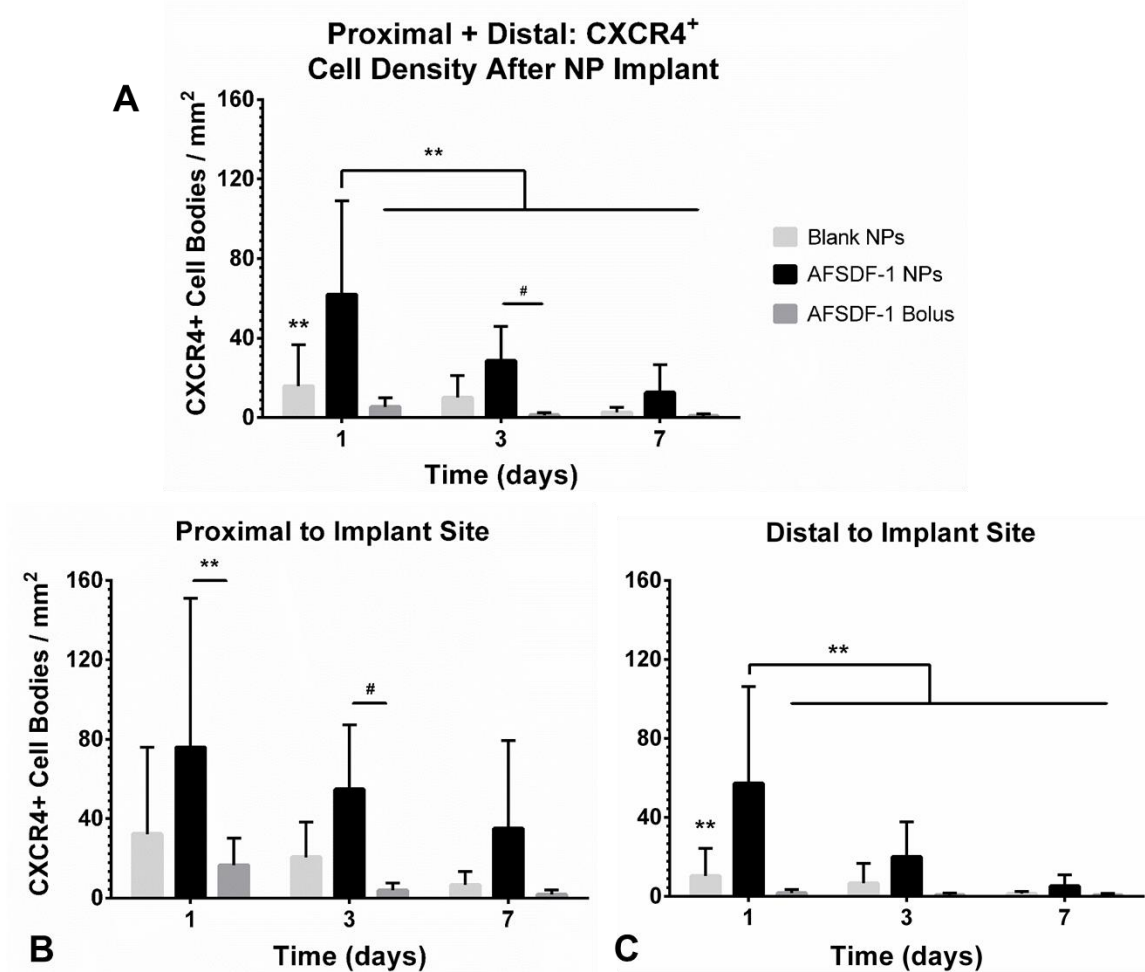 A
Proximal + Distal: CXCR4⁺
Cell Density After NP Implant
CXCR4+ Cell Bodies / mm²
160
120
80
40
0
**
**
#
1
3
7
Time (days)
Blank NPs
AFSDF-1 NPs
AFSDF-1 Bolus
B
Proximal to Implant Site
CXCR4+ Cell Bodies / mm²
160
120
80
40
0
**
#
1
3
7
Time (days)
C
Distal to Implant Site
160
120
80
40
0
**
**
1
3
7
Time (days)